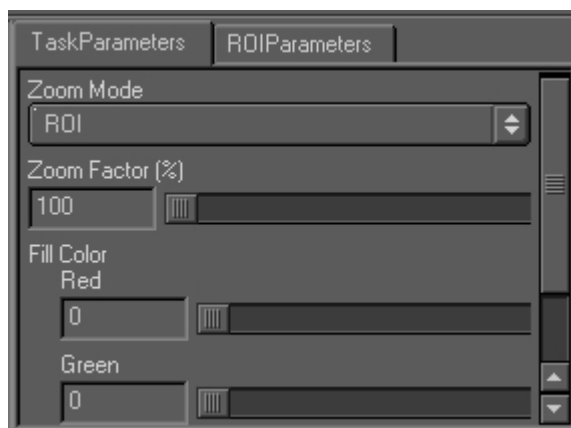 TaskParameters ROIParameters
Zoom Mode
ROI
Zoom Factor (%)
100
Fill Color
Red
0
Green
0